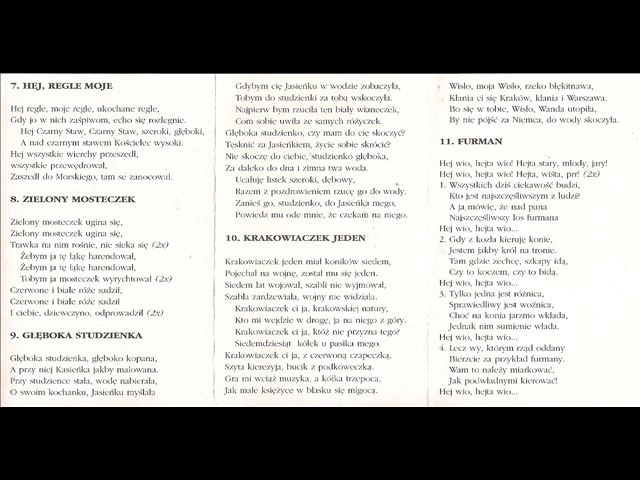 7. HEJ, REGLE MOJE
Hej regle, moje regle, ukochane regle,
Gdy jo w nich zaśpiwom, echo się rozlegnie.
Hej Czarny Staw, Czarny Staw, szeroki, głęboki,
A nad czarnym stawem Kościelec wysoki.
Hej wszystkie wierchy przeszedł,
wszystkie przewędrował,
Zaszedł do Morskiego, tam se zanocował.
8. ZIELONY MOSTECZEK
Zielony mosteczek ugina się,
Zielony mosteczek ugina się,
Trawka na nim rośnie, nie sieka się (2x)
Żebym ja tę łąkę harendował,
Żebym ja tę łąkę harendował,
Tobym ja mosteczek wyrychtował (2x)
Czerwone i białe róże sadził,
Czerwone i białe róże sadził
I ciebie, dziewczyno, odprowadził (2x)
9. GŁĘBOKA STUDZIENKA
Głęboka studzienka, głęboko kopana,
A przy niej Kasieńka jakby malowana.
Przy studzience stała, wodę nabierała,
O swoim kochanku, Jasieńku myślała
Gdybym cię Jasieńku w wodzie zobaczyła,
Tobym do studzienki za tobą wskoczyła.
Najpierw bym rzuciła ten biały wianeczek,
Com sobie uwiła ze samych różyczek.
Głęboka studzienko, czy mam do cię skoczyć?
Tęsknić za Jasieńkiem, życie sobie skrócić?
Nie skoczę do ciebie, studzienko głęboka,
Za daleko do dna i zimna twa woda.
Ucałuję listek szeroki, dębowy,
Razem z pozdrowieniem rzucę go do wody.
Zanieś go, studzienko, do Jasieńka mego,
Powiedz mu ode mnie, że czekam na niego.
10. KRAKOWIACZEK JEDEN
Krakowiaczek jeden miał koników siedem,
Pojechał na wojnę, został mu się jeden.
Siedem lat wojował, szabli nie wyjmował,
Szabla zardzewiała, wojny nie widziała.
Krakowiaczek ci ja, krakowskiej natury,
Kto mi wejdzie w drogę, ja na niego z góry.
Krakowiaczek ci ja, któż nie przyzna tego?
Siedemdziesiąt kółek u pasika mego.
Krakowiaczek ci ja, z czerwoną czapeczką,
Szyta kierezyja, bucik z podkóweczką.
Gra mi wciąż muzyka, a kółka trzepocą,
Jak małe księżyce w blasku się migocą.
Wisło, moja Wisło, rzeko błękitnawa,
Kłania ci się Kraków, kłania i Warszawa.
Bo się w tobie, Wisło, Wanda utopiła,
By nie pójść za Niemca, do wody skoczyła.
11. FURMAN
Hej wio, hejta wio! Hejta stary, młody, jary!
Hej wio, hejta wio! Hejta, wiśta, prr! (2x)
1. Wszystkich dziś ciekawość budzi,
Kto jest najszczęśliwszym z ludzi?
A ja mówię, że nad pana
Najszczęśliwszy los furmana
Hej wio, hejta wio...
2. Gdy z kozła kieruję konie,
Jestem jakby król na tronie.
Tam gdzie zechcę, szkapy idą,
Czy to koczem, czy to bidą.
Hej wio, hejta wio...
3. Tylko jedna jest różnica,
Sprawiedliwy jest woźnica,
Choć na konia jarzmo wkłada,
Jednak nim sumienie włada.
Hej wio, hejta wio...
4. Lecz wy, którym rząd oddany
Bierzcie za przykład furmany.
Wam to należy miarkować,
Jak podwładnymi kierować!
Hej wio, hejta wio...